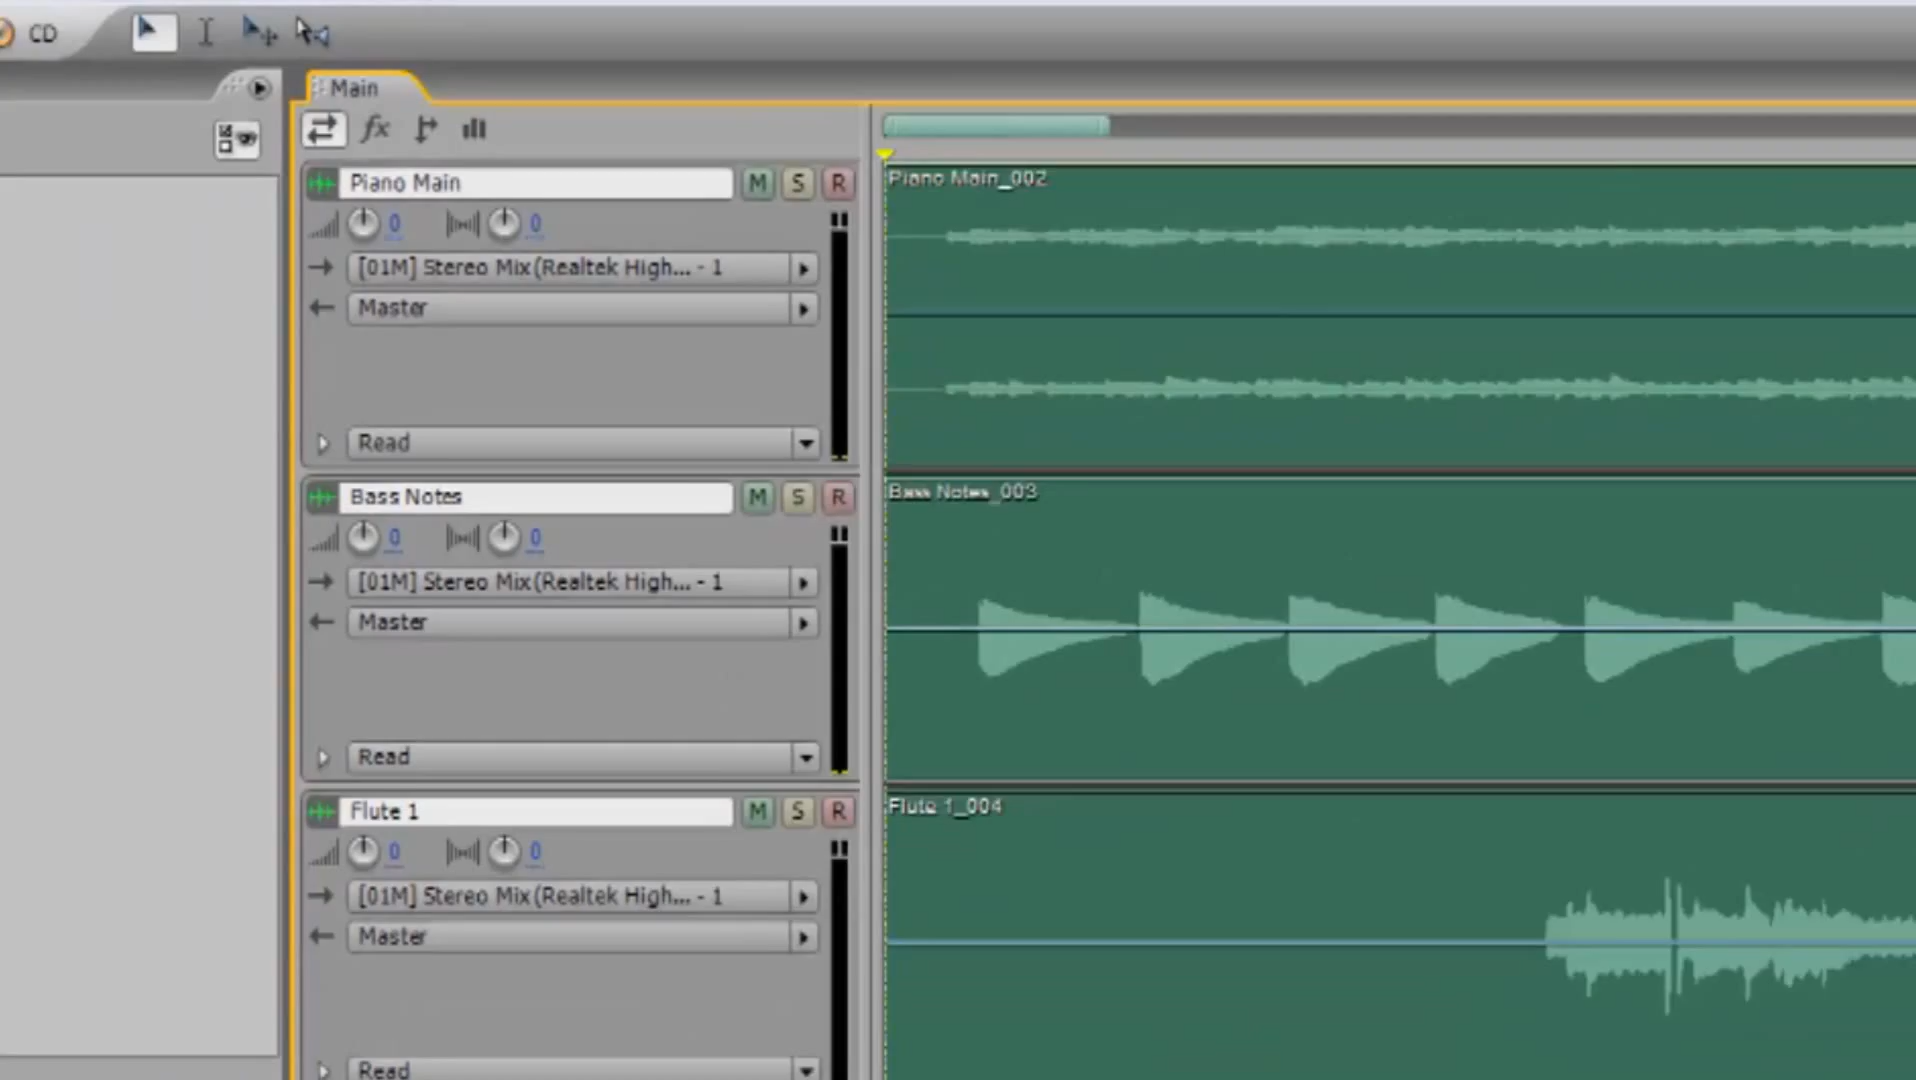 CD
Main
fx
Piano Main M S R
Piano Main_002
0 0
[01M] Stereo Mix(Realtek High... - 1
Master
Read
Bass Notes M S R
Bass Notes_003
0 0
[01M] Stereo Mix(Realtek High... - 1
Master
Read
Flute 1 M S R
Flute 1_004
0 0
[01M] Stereo Mix(Realtek High... - 1
Master
Read